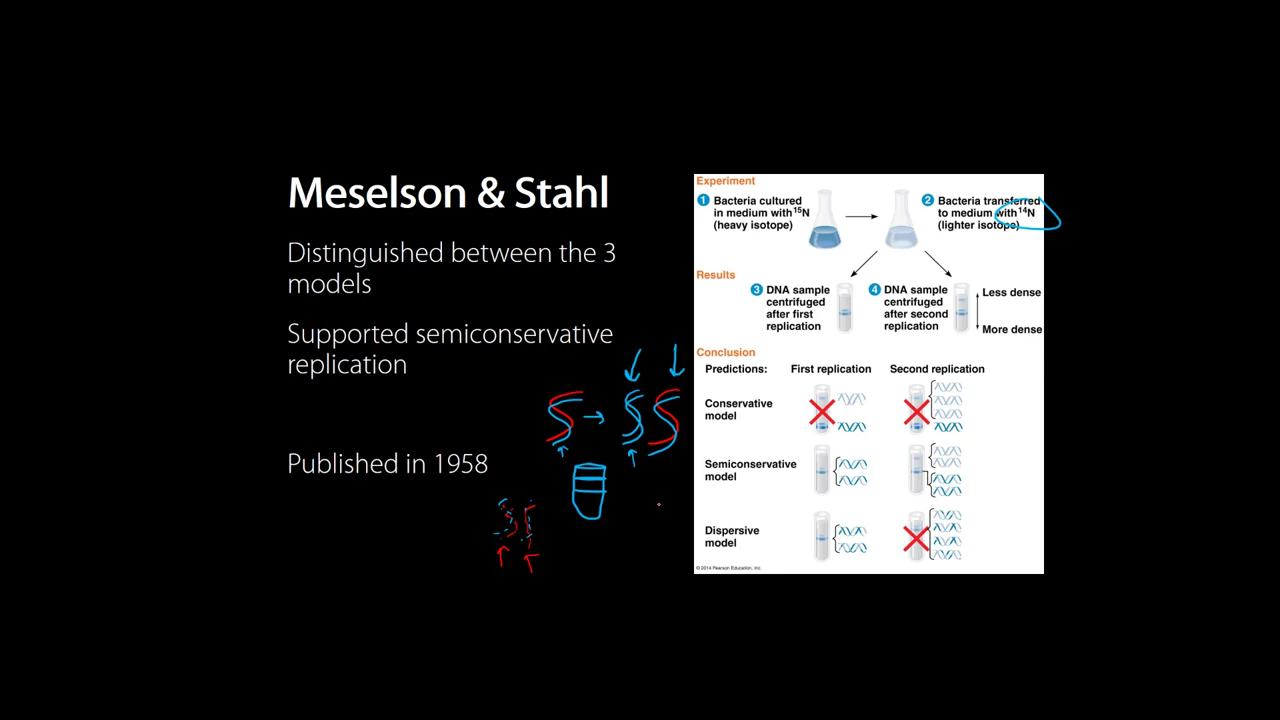 Meselson & Stahl
Distinguished between the 3
models
Supported semiconservative
replication
Published in 1958
Experiment
1 Bacteria cultured
in medium with ¹⁵N
(heavy isotope)
2 Bacteria transferred
to medium with ¹⁴N
(lighter isotope)
Results
3 DNA sample
centrifuged
after first
replication
4 DNA sample
centrifuged
after second
replication
Less dense
More dense
Conclusion
Predictions: First replication Second replication
Conservative
model
Semiconservative
model
Dispersive
model
© 2014 Pearson Education, Inc.